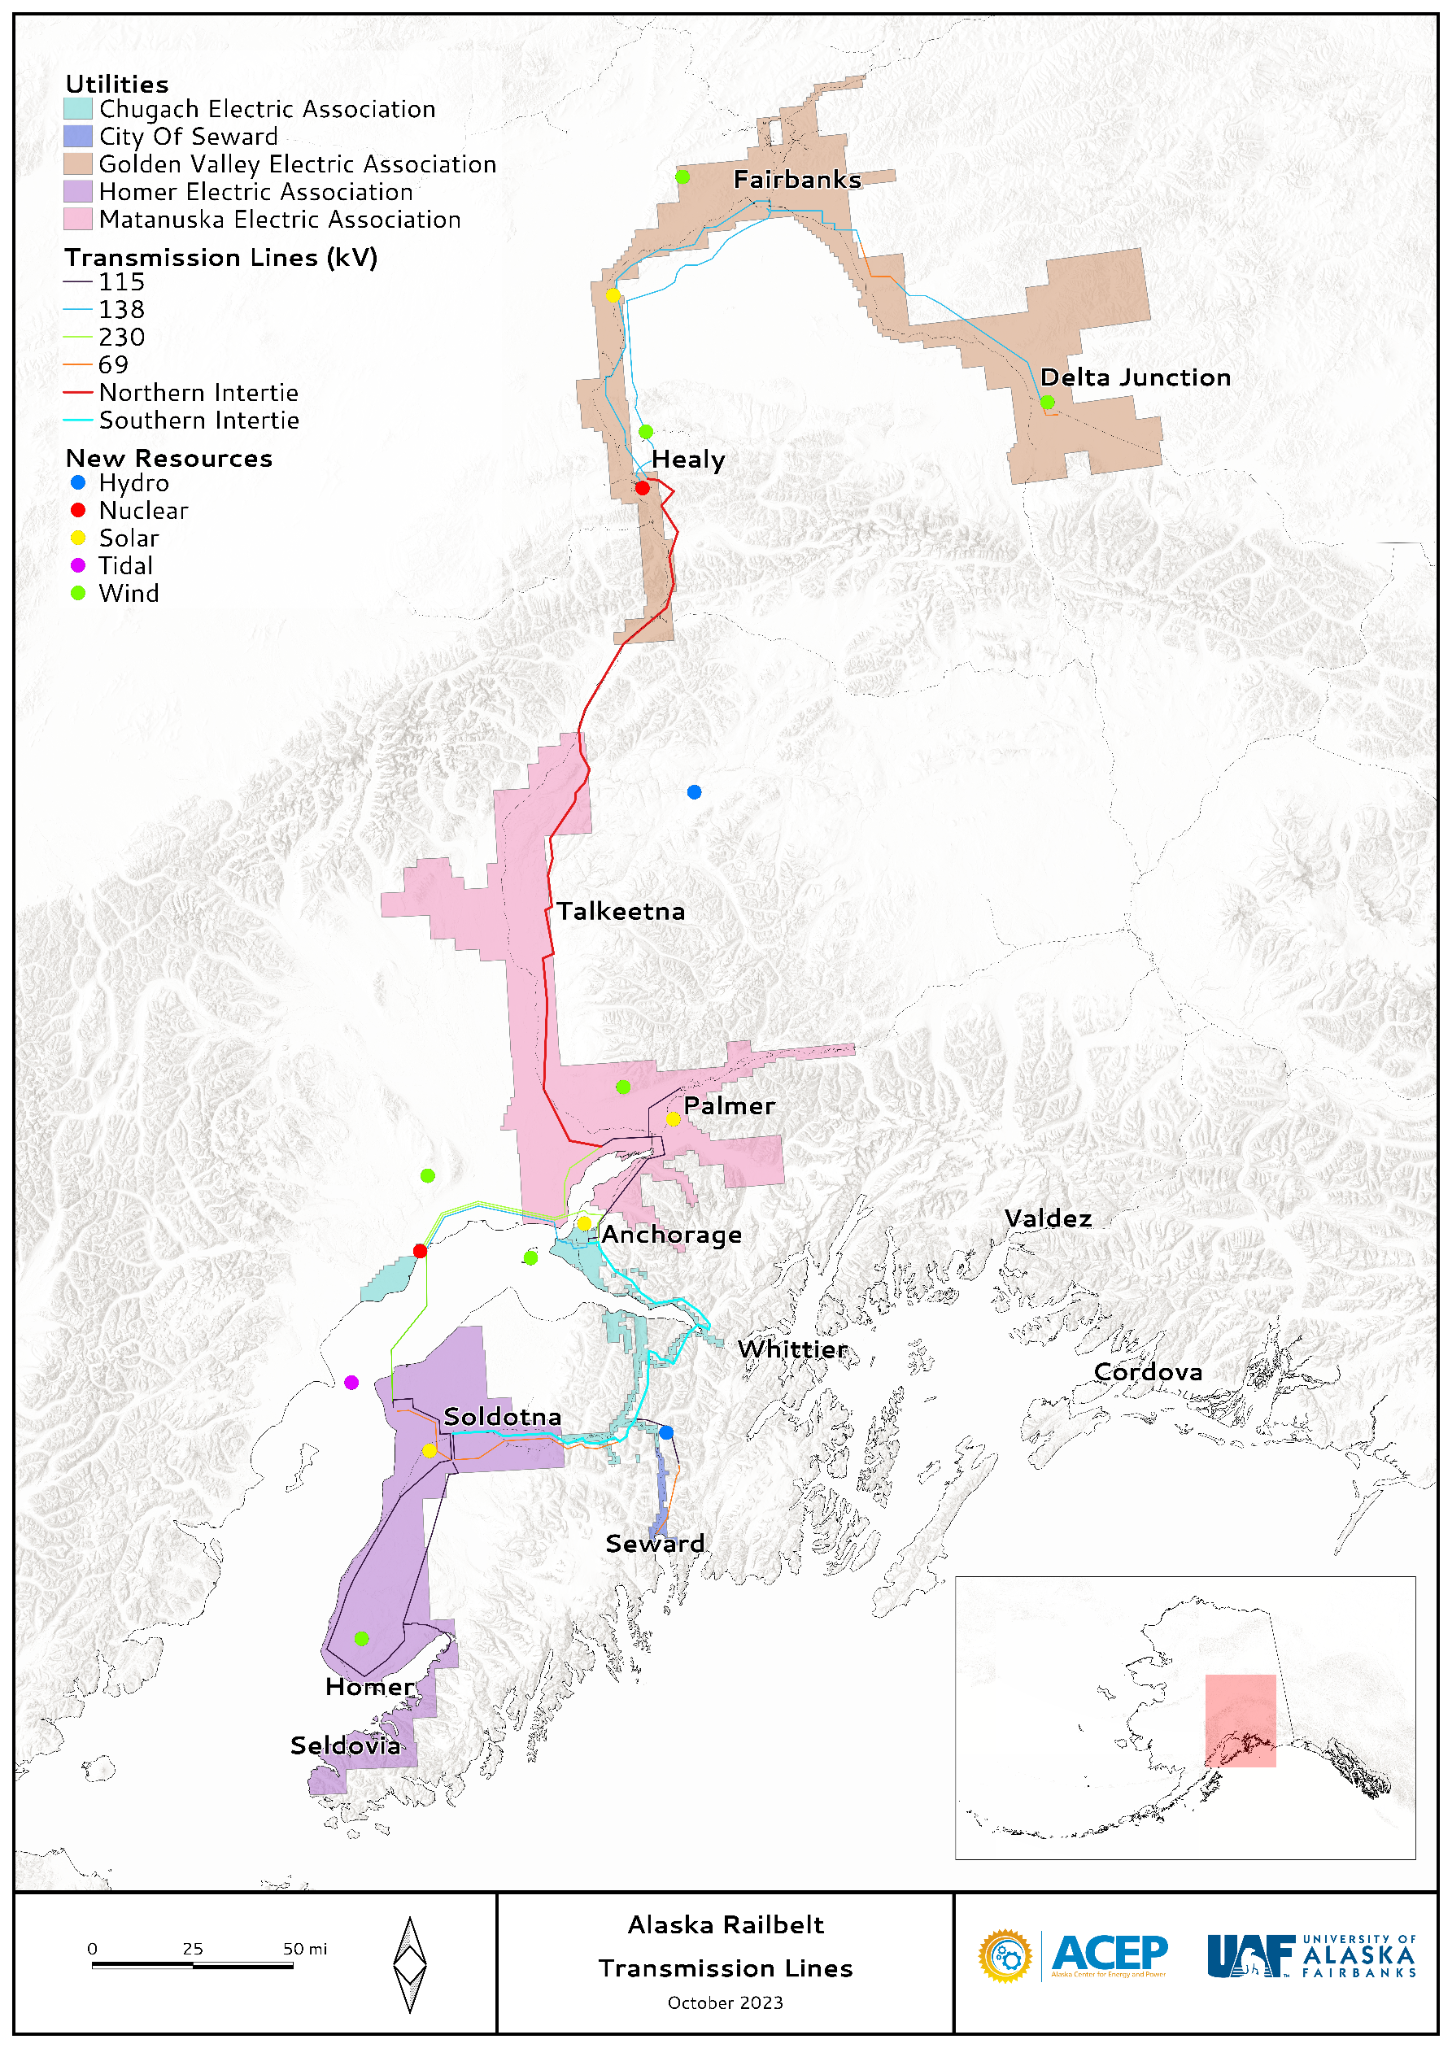 Utilities
Chugach Electric Association
City Of Seward
Golden Valley Electric Association
Homer Electric Association
Matanuska Electric Association
Transmission Lines (kV)
115
138
230
69
Northern Intertie
Southern Intertie
New Resources
Hydro
Nuclear
Solar
Tidal
Wind
Fairbanks
Delta Junction
Healy
Talkeetna
Palmer
Anchorage
Valdez
Whittier
Cordova
Soldotna
Seward
Homer
Seldovia
0 25 50 mi
Alaska Railbelt
Transmission Lines
October 2023
ACEP
Alaska Center for Energy and Power
UAF
UNIVERSITY OF
ALASKA
FAIRBANKS